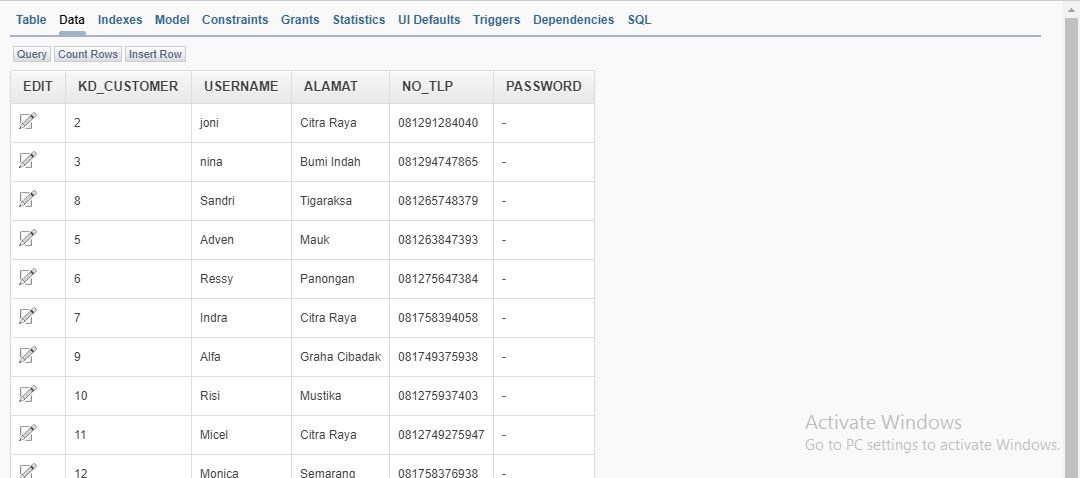 Table Data Indexes Model Constraints Grants Statistics UI Defaults Triggers Dependencies SQL
Query Count Rows Insert Row
EDIT KD_CUSTOMER USERNAME ALAMAT NO_TLP PASSWORD
2 joni Citra Raya 081291284040 -
3 nina Bumi Indah 081294747865 -
8 Sandri Tigaraksa 081265748379 -
5 Adven Mauk 081263847393 -
6 Ressy Panongan 081275647384 -
7 Indra Citra Raya 081758394058 -
9 Alfa Graha Cibadak 081749375938 -
10 Risi Mustika 081275937403 -
11 Micel Citra Raya 0812749275947 -
12 Monica Semarang 081758376938 -
Activate Windows
Go to PC settings to activate Windows.